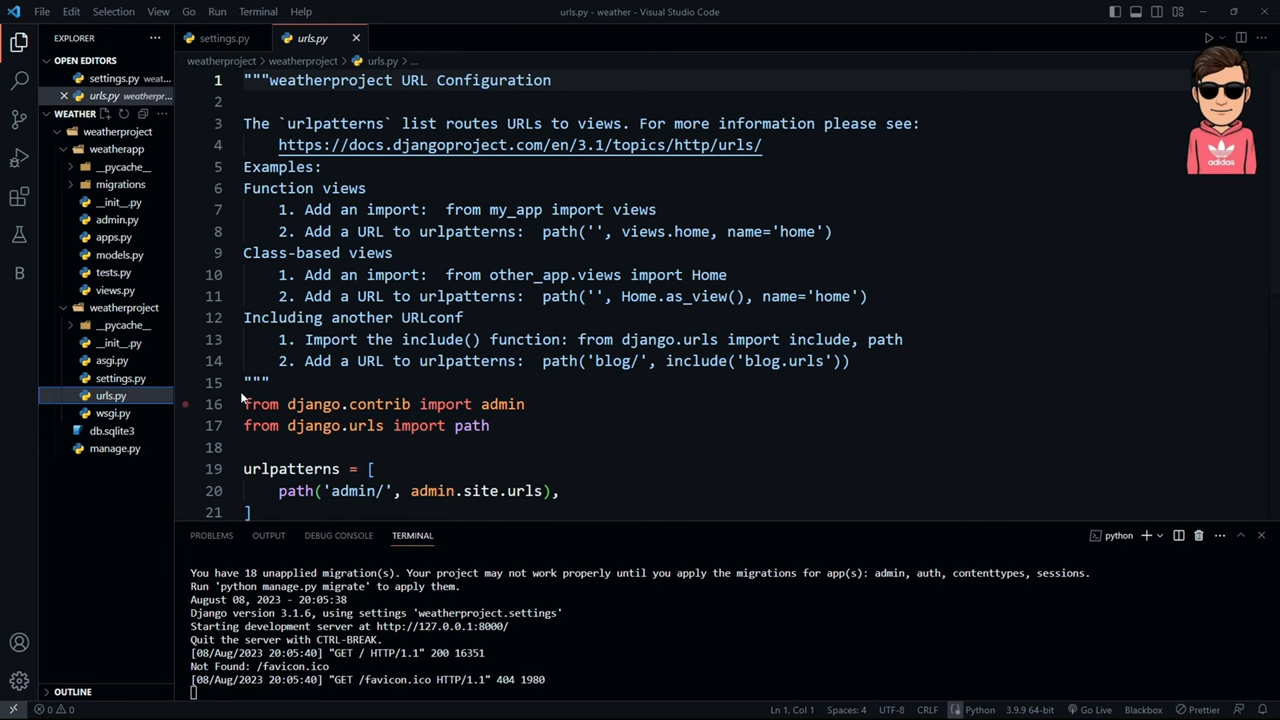 File Edit Selection View Go Run Terminal Help
urls.py - weather - Visual Studio Code
EXPLORER
OPEN EDITORS
settings.py weat...
urls.py weatherpr...
WEATHER
weatherproject
weatherapp
__pycache__
migrations
__init__.py
admin.py
apps.py
models.py
tests.py
views.py
weatherproject
__pycache__
__init__.py
asgi.py
settings.py
urls.py
wsgi.py
db.sqlite3
manage.py
OUTLINE
settings.py urls.py
weatherproject > weatherproject > urls.py > ...
1 """weatherproject URL Configuration
2
3 The `urlpatterns` list routes URLs to views. For more information please see:
4 https://docs.djangoproject.com/en/3.1/topics/http/urls/
5 Examples:
6 Function views
7 1. Add an import: from my_app import views
8 2. Add a URL to urlpatterns: path('', views.home, name='home')
9 Class-based views
10 1. Add an import: from other_app.views import Home
11 2. Add a URL to urlpatterns: path('', Home.as_view(), name='home')
12 Including another URLconf
13 1. Import the include() function: from django.urls import include, path
14 2. Add a URL to urlpatterns: path('blog/', include('blog.urls'))
15 """
16 from django.contrib import admin
17 from django.urls import path
18
19 urlpatterns = [
20 path('admin/', admin.site.urls),
21 ]
adidas
PROBLEMS OUTPUT DEBUG CONSOLE TERMINAL
python
You have 18 unapplied migration(s). Your project may not work properly until you apply the migrations for app(s): admin, auth, contenttypes, sessions.
Run 'python manage.py migrate' to apply them.
August 08, 2023 - 20:05:38
Django version 3.1.6, using settings 'weatherproject.settings'
Starting development server at http://127.0.0.1:8000/
Quit the server with CTRL-BREAK.
[08/Aug/2023 20:05:40] "GET / HTTP/1.1" 200 16351
Not Found: /favicon.ico
[08/Aug/2023 20:05:40] "GET /favicon.ico HTTP/1.1" 404 1980
0 0 Ln 1, Col 1 Spaces: 4 UTF-8 CRLF Python 3.9.9 64-bit Go Live Blackbox Prettier